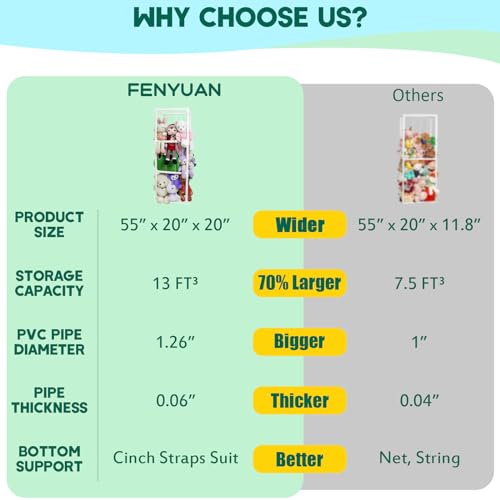 WHY CHOOSE US?
FENYUAN
Others
PRODUCT
SIZE
55" x 20" x 20"
Wider
55" x 20" x 11.8"
STORAGE
CAPACITY
13 FT³
70% Larger
7.5 FT³
PVC PIPE
DIAMETER
1.26"
Bigger
1"
PIPE
THICKNESS
0.06"
Thicker
0.04"
BOTTOM
SUPPORT
Cinch Straps Suit
Better
Net, String